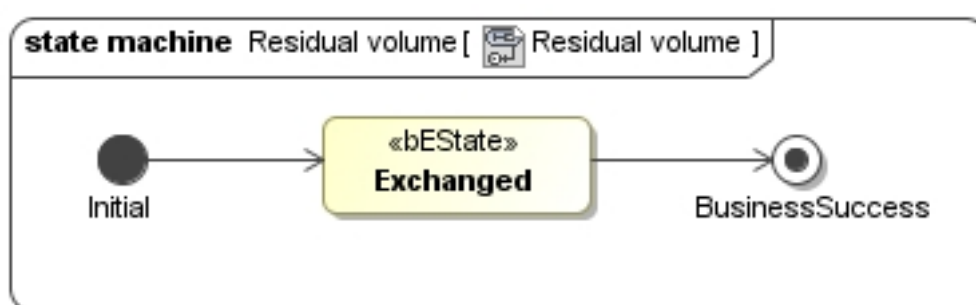 state machine Residual volume[ Residual volume ]
«bEState»
Exchanged
Initial
BusinessSuccess